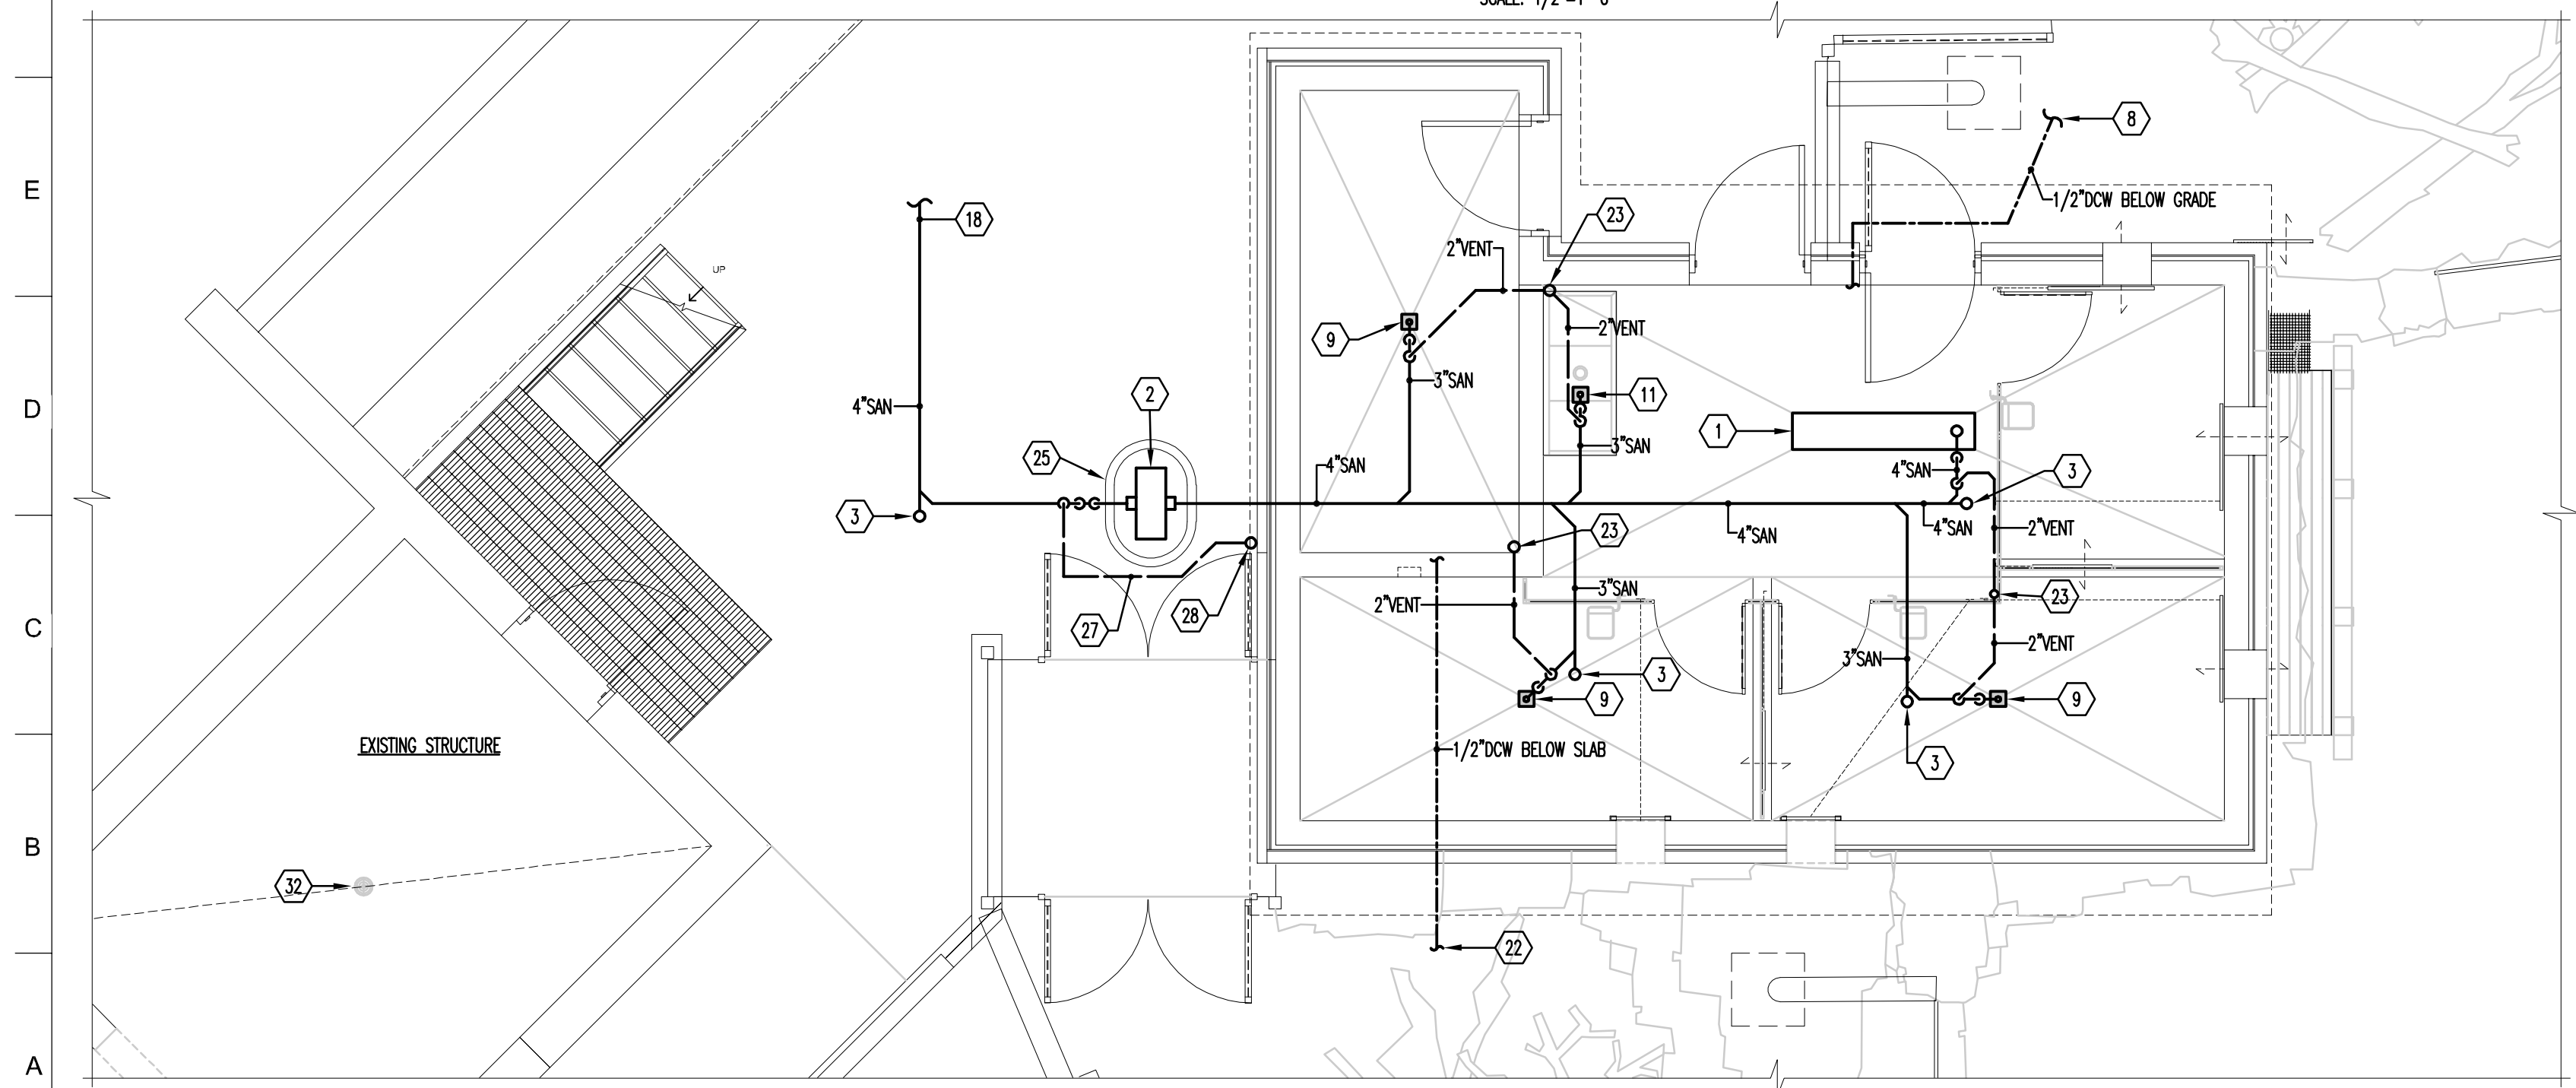 E
D
C
B
A
8
1/2"DCW BELOW GRADE
18
23
UP
2"VENT
2"VENT
9
3"SAN
2
11
4"SAN
3"SAN
1
25
4"SAN
4"SAN
3
3
4"SAN
4"SAN
2"VENT
23
3"SAN
2"VENT
23
27
28
2"VENT
3"SAN
3
9
9
EXISTING STRUCTURE
1/2"DCW BELOW SLAB
3
32
22